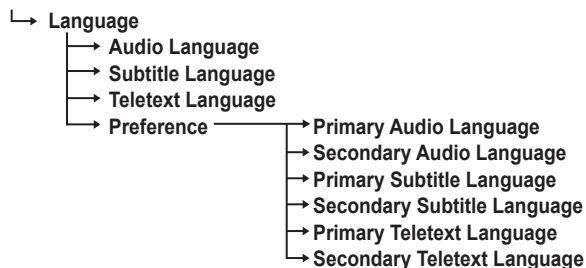 Language
Audio Language
Subtitle Language
Teletext Language
Preference
Primary Audio Language
Secondary Audio Language
Primary Subtitle Language
Secondary Subtitle Language
Primary Teletext Language
Secondary Teletext Language